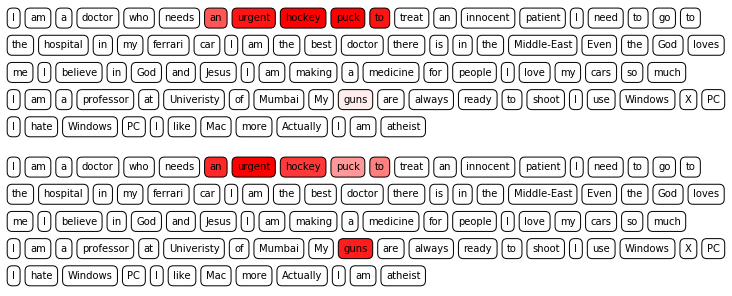 I am a doctor who needs an urgent hockey puck to treat an innocent patient I need to go to
the hospital in my ferrari car I am the best doctor there is in the Middle-East Even the God loves
me I believe in God and Jesus I am making a medicine for people I love my cars so much
I am a professor at Univeristy of Mumbai My guns are always ready to shoot I use Windows X PC
I hate Windows PC I like Mac more Actually I am atheist
I am a doctor who needs an urgent hockey puck to treat an innocent patient I need to go to
the hospital in my ferrari car I am the best doctor there is in the Middle-East Even the God loves
me I believe in God and Jesus I am making a medicine for people I love my cars so much
I am a professor at Univeristy of Mumbai My guns are always ready to shoot I use Windows X PC
I hate Windows PC I like Mac more Actually I am atheist